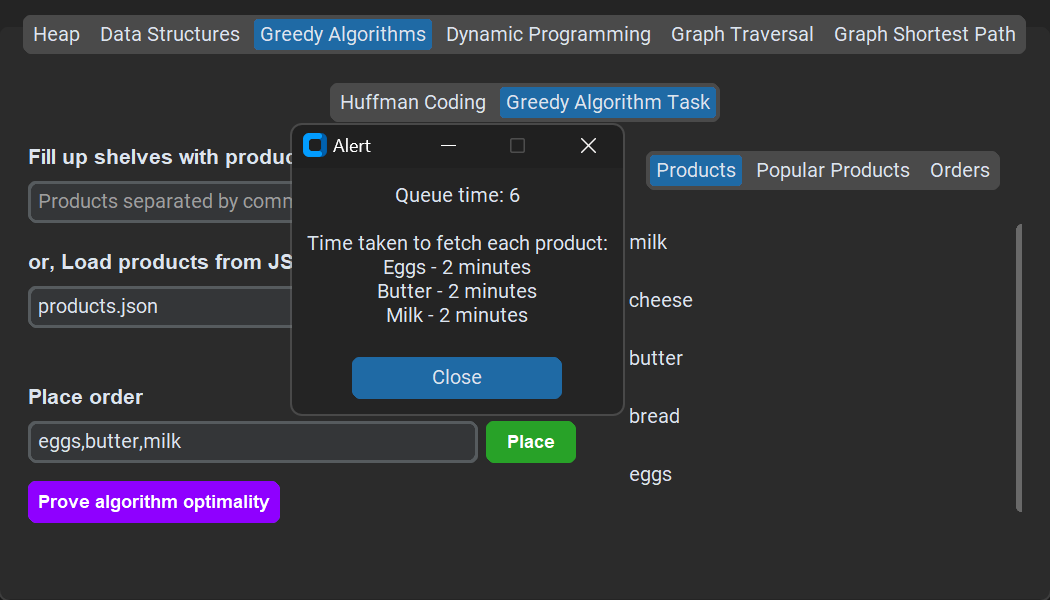 Heap Data Structures Greedy Algorithms Dynamic Programming Graph Traversal Graph Shortest Path
Huffman Coding Greedy Algorithm Task
Alert
Queue time: 6
Time taken to fetch each product:
Eggs - 2 minutes
Butter - 2 minutes
Milk - 2 minutes
Close
Fill up shelves with
Products separated by
or, Load products from
products.json
Place order
eggs,butter,milk
Place
Prove algorithm optimality
Products Popular Products Orders
milk
cheese
butter
bread
eggs